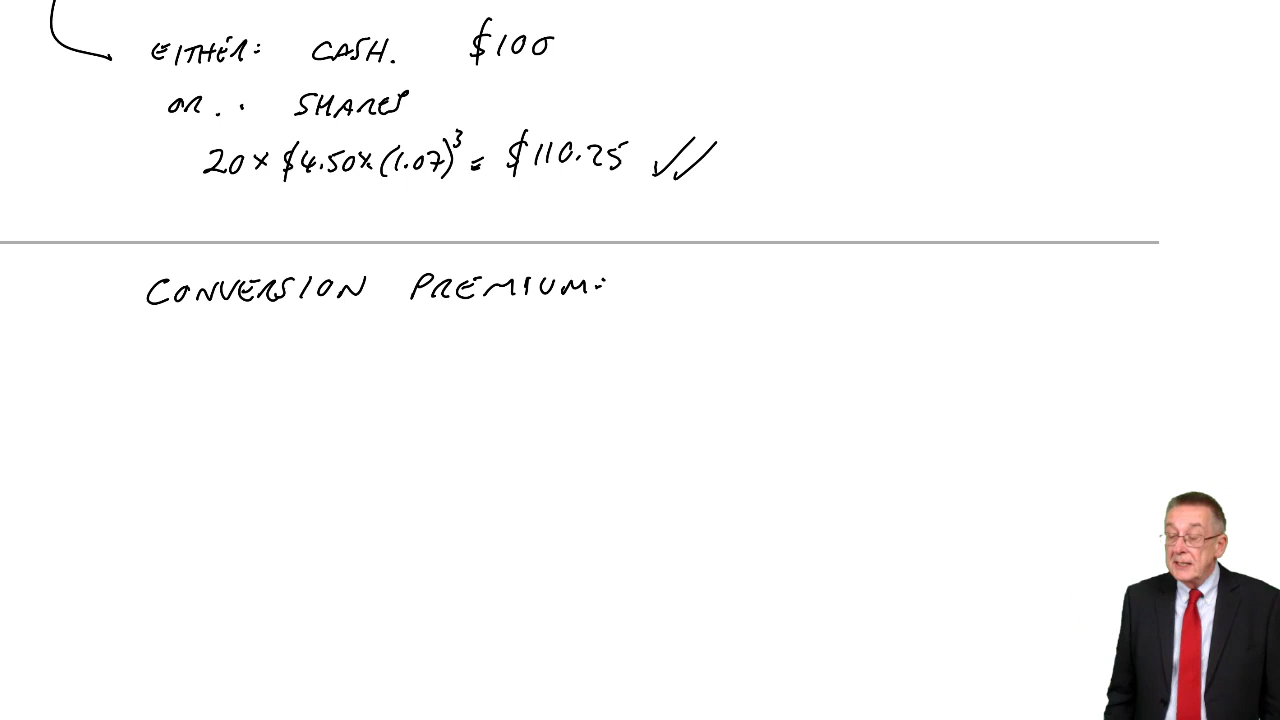 EITHER: CASH. $100
OR.. SHARES
20 × $4.50 × (1.07)³ = $110.25 ✓✓
CONVERSION PREMIUM: